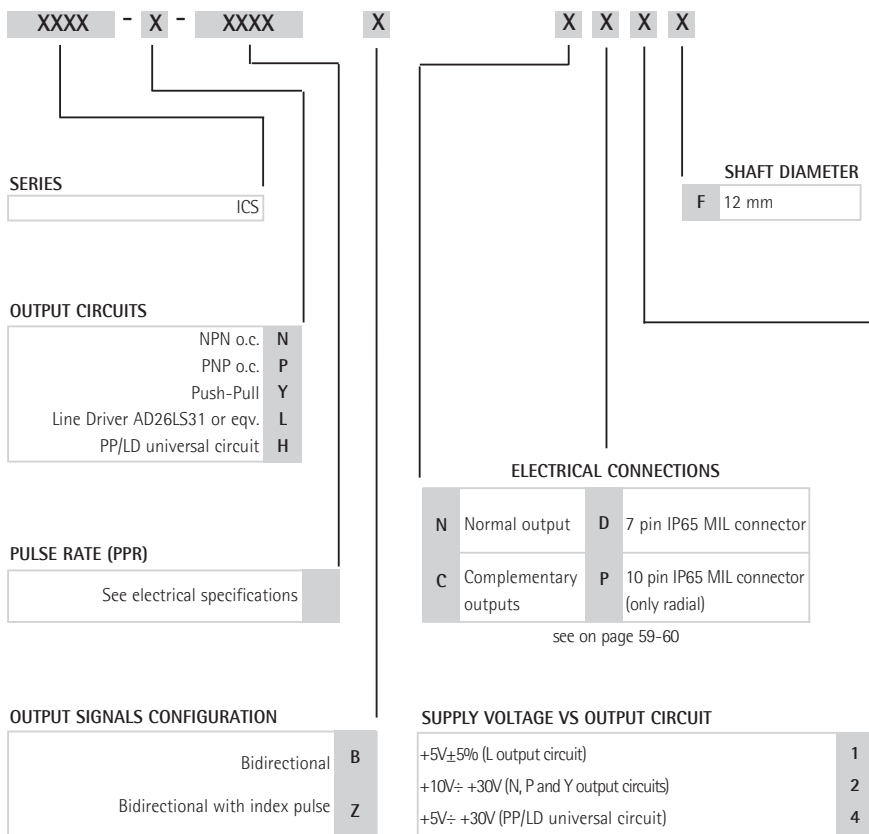 XXXX - X - XXXX X X X X X
SHAFT DIAMETER
F 12 mm
SERIES
ICS
OUTPUT CIRCUITS
NPN o.c. N
PNP o.c. P
Push-Pull Y
Line Driver AD26LS31 or eqv. L
PP/LD universal circuit H
ELECTRICAL CONNECTIONS
N Normal output D 7 pin IP65 MIL connector
C Complementary outputs P 10 pin IP65 MIL connector (only radial)
see on page 59-60
PULSE RATE (PPR)
See electrical specifications
OUTPUT SIGNALS CONFIGURATION
Bidirectional B
Bidirectional with index pulse Z
SUPPLY VOLTAGE VS OUTPUT CIRCUIT
+5V±5% (L output circuit) 1
+10V÷ +30V (N, P and Y output circuits) 2
+5V÷ +30V (PP/LD universal circuit) 4